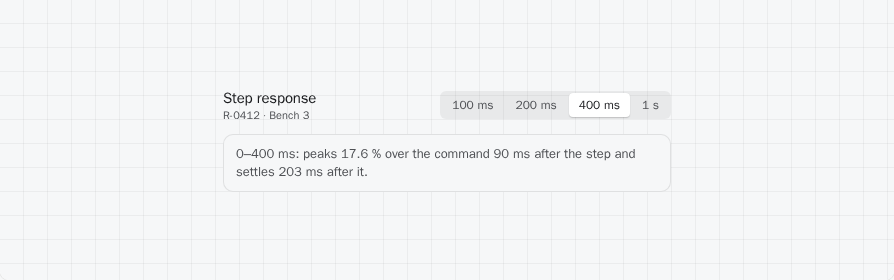 Step response
R-0412 · Bench 3
100 ms
200 ms
400 ms
1 s
0–400 ms: peaks 17.6 % over the command 90 ms after the step and
settles 203 ms after it.